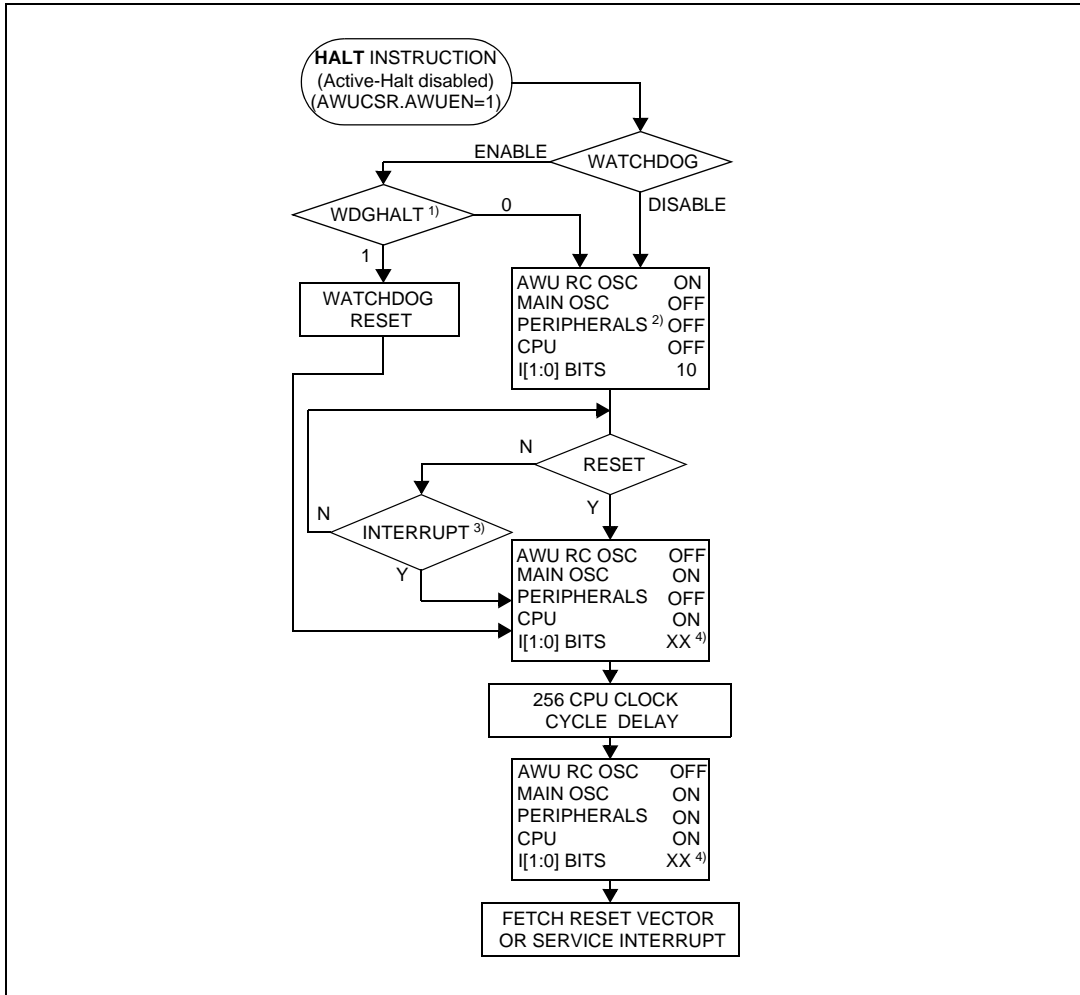 HALT INSTRUCTION
(Active-Halt disabled)
(AWUCSR.AWUEN=1)
ENABLE
WATCHDOG
WDGHALT 1)
0
DISABLE
1
WATCHDOG
RESET
AWU RC OSC ON
MAIN OSC OFF
PERIPHERALS 2) OFF
CPU OFF
I[1:0] BITS 10
N
RESET
N
INTERRUPT 3)
Y
Y
AWU RC OSC OFF
MAIN OSC ON
PERIPHERALS OFF
CPU ON
I[1:0] BITS XX 4)
256 CPU CLOCK
CYCLE DELAY
AWU RC OSC OFF
MAIN OSC ON
PERIPHERALS ON
CPU ON
I[1:0] BITS XX 4)
FETCH RESET VECTOR
OR SERVICE INTERRUPT